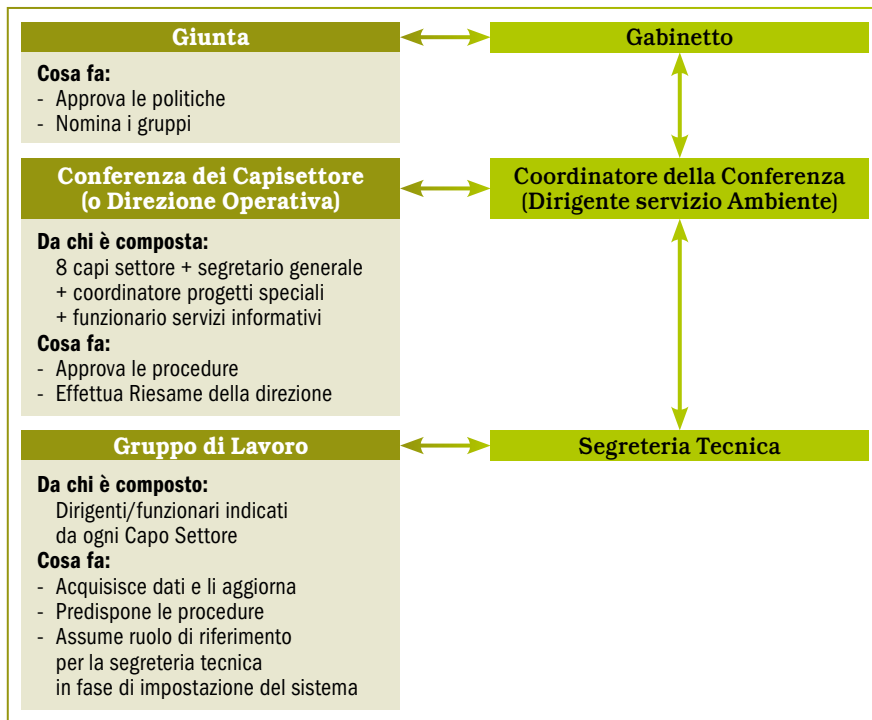 Giunta
Gabinetto
Cosa fa:
- Approva le politiche
- Nomina i gruppi
Conferenza dei Capisettore
(o Direzione Operativa)
Coordinatore della Conferenza
(Dirigente servizio Ambiente)
Da chi è composta:
8 capi settore + segretario generale
+ coordinatore progetti speciali
+ funzionario servizi informativi
Cosa fa:
- Approva le procedure
- Effettua Riesame della direzione
Gruppo di Lavoro
Segreteria Tecnica
Da chi è composto:
Dirigenti/funzionari indicati
da ogni Capo Settore
Cosa fa:
- Acquisisce dati e li aggiorna
- Predispone le procedure
- Assume ruolo di riferimento
per la segreteria tecnica
in fase di impostazione del sistema